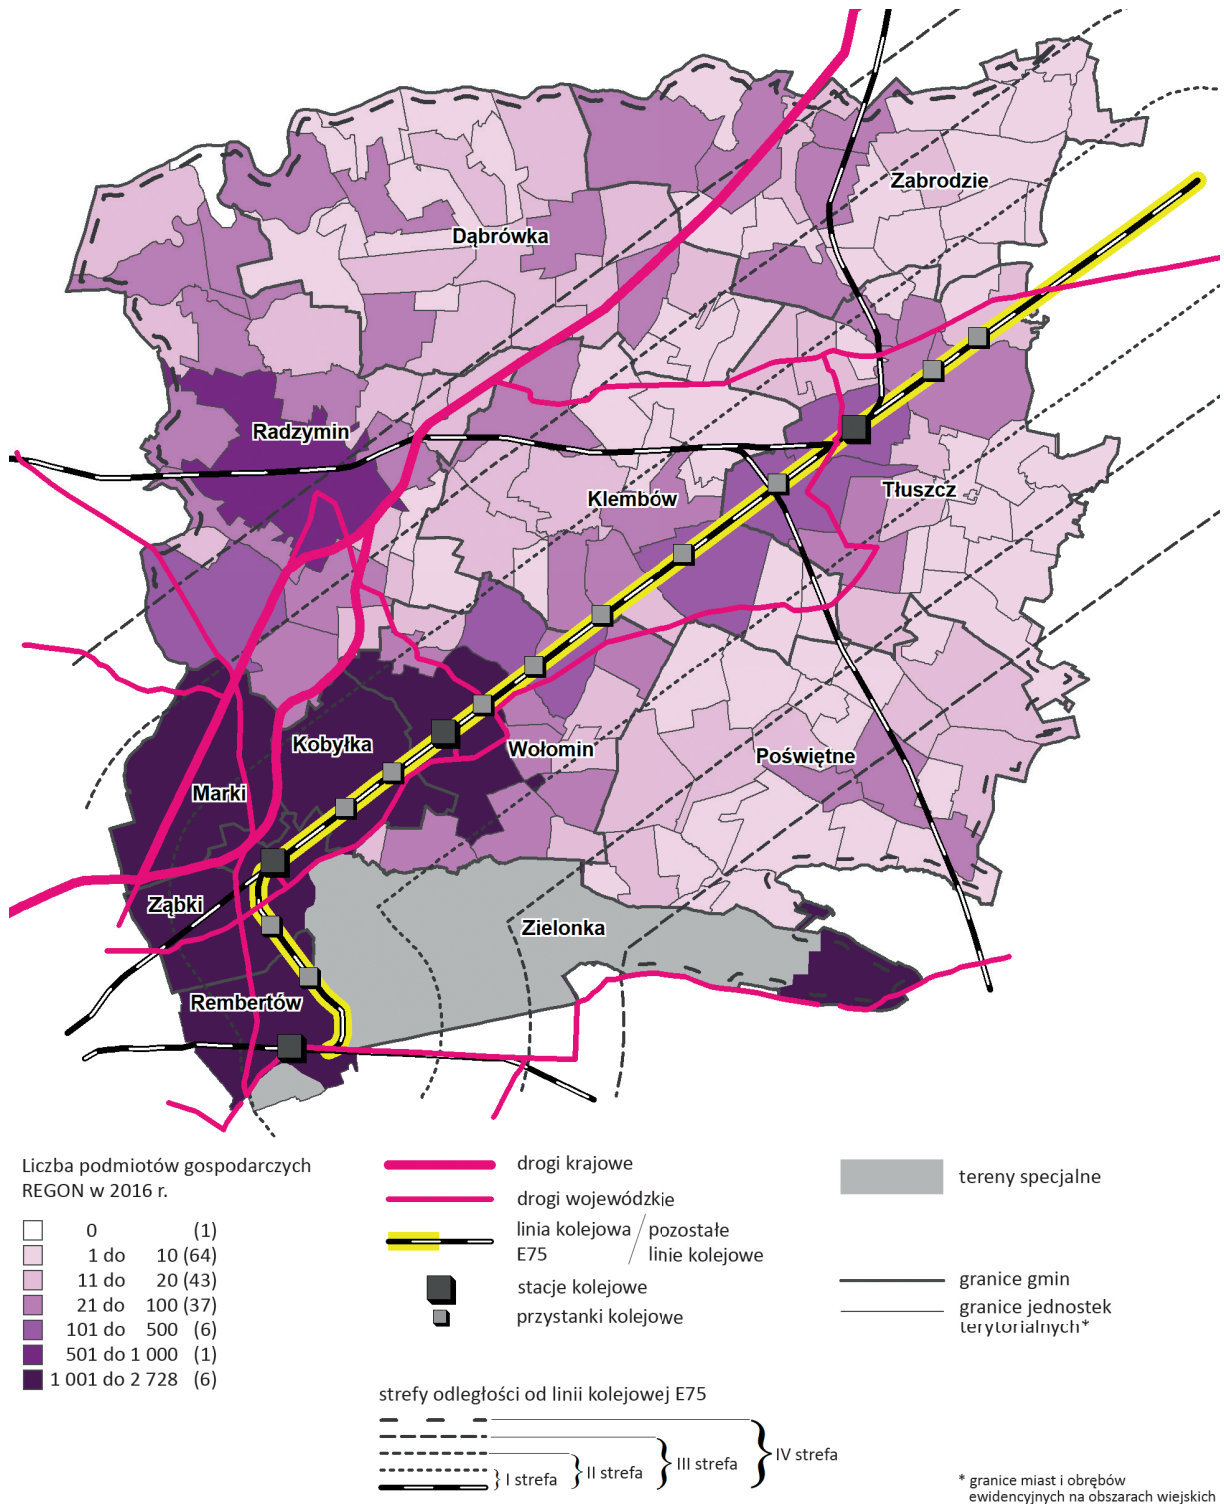 Zabrodzie
Dąbrówka
Radzymin
Klembów
Tłuszcz
Kobyłka
Wołomin
Poświętne
Marki
Ząbki
Zielonka
Rembertów
Liczba podmiotów gospodarczych
REGON w 2016 r.
0 (1)
1 do 10 (64)
11 do 20 (43)
21 do 100 (37)
101 do 500 (6)
501 do 1 000 (1)
1 001 do 2 728 (6)
drogi krajowe
drogi wojewódzkie
linia kolejowa / pozostałe
E75 linie kolejowe
stacje kolejowe
przystanki kolejowe
tereny specjalne
granice gmin
granice jednostek
terytorialnych*
strefy odległości od linii kolejowej E75
I strefa
II strefa
III strefa
IV strefa
* granice miast i obrębów
ewidencyjnych na obszarach wiejskich